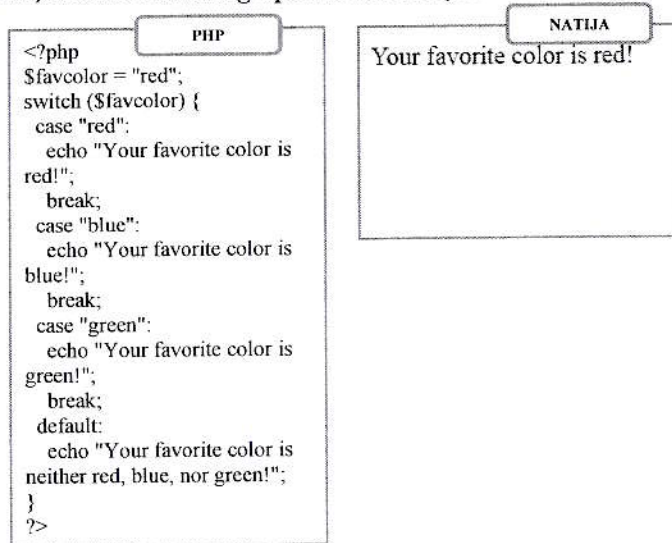 PHP
<?php
$favcolor = "red";
switch ($favcolor) {
case "red":
echo "Your favorite color is
red!";
break;
case "blue":
echo "Your favorite color is
blue!";
break;
case "green":
echo "Your favorite color is
green!";
break;
default:
echo "Your favorite color is
neither red, blue, nor green!";
}
?>
NATIJA
Your favorite color is red!